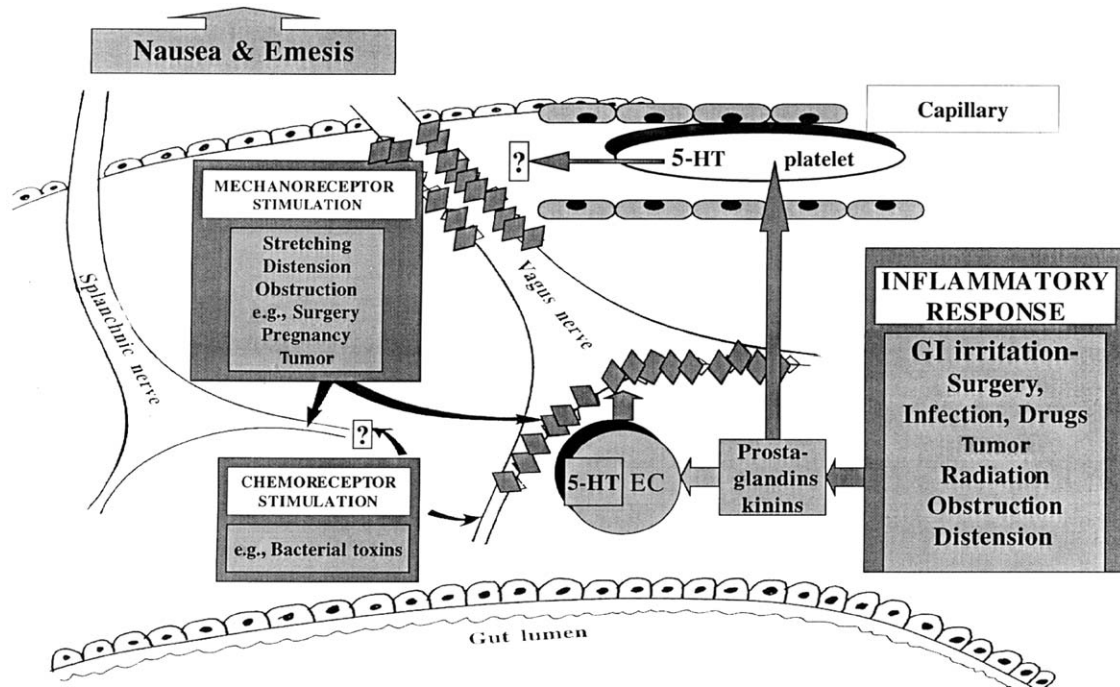 Nausea & Emesis
Capillary
?
5-HT
platelet
MECHANORECEPTOR
STIMULATION
Stretching
Distension
Obstruction
e.g., Surgery
Pregnancy
Tumor
Splanchnic nerve
Vagus nerve
INFLAMMATORY
RESPONSE
GI irritation-
Surgery,
Infection, Drugs
Tumor
Radiation
Obstruction
Distension
?
CHEMORECEPTOR
STIMULATION
e.g., Bacterial toxins
5-HT EC
Prosta-
glandins
kinins
Gut lumen